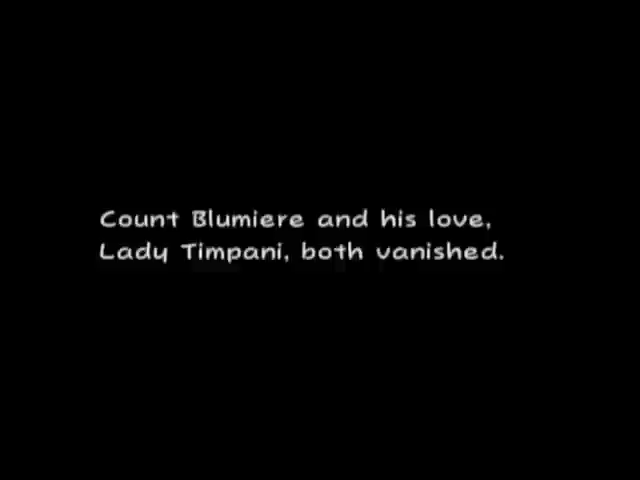 Count Blumiere and his love,
Lady Timpani, both vanished.